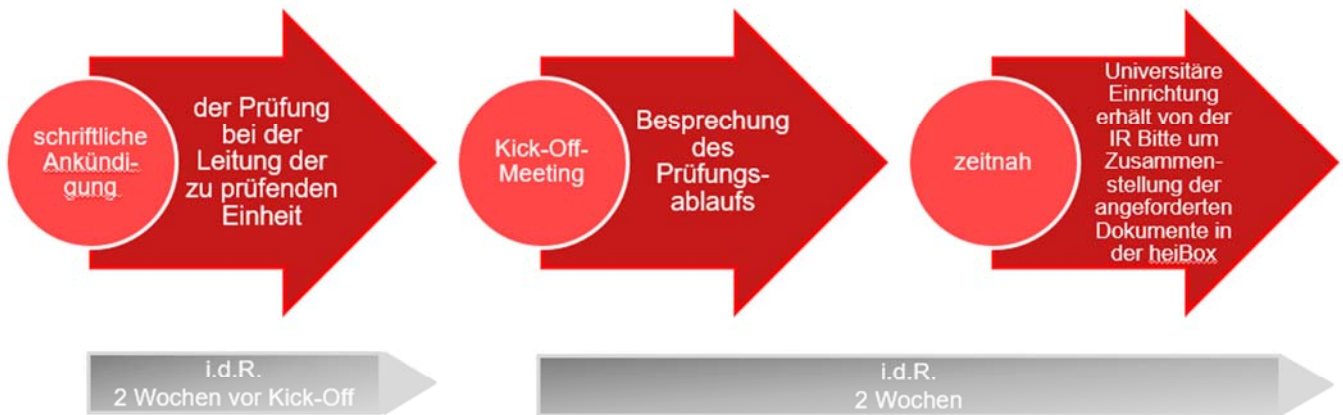 schriftliche
Ankündi-
gung
der Prüfung
bei der
Leitung der
zu prüfenden
Einheit
Kick-Off-
Meeting
Besprechung
des
Prüfungs-
ablaufs
zeitnah
Universitäre
Einrichtung
erhält von der
IR Bitte um
Zusammen-
stellung der
angeforderten
Dokumente in
der heiBox
i.d.R.
2 Wochen vor Kick-Off
i.d.R.
2 Wochen